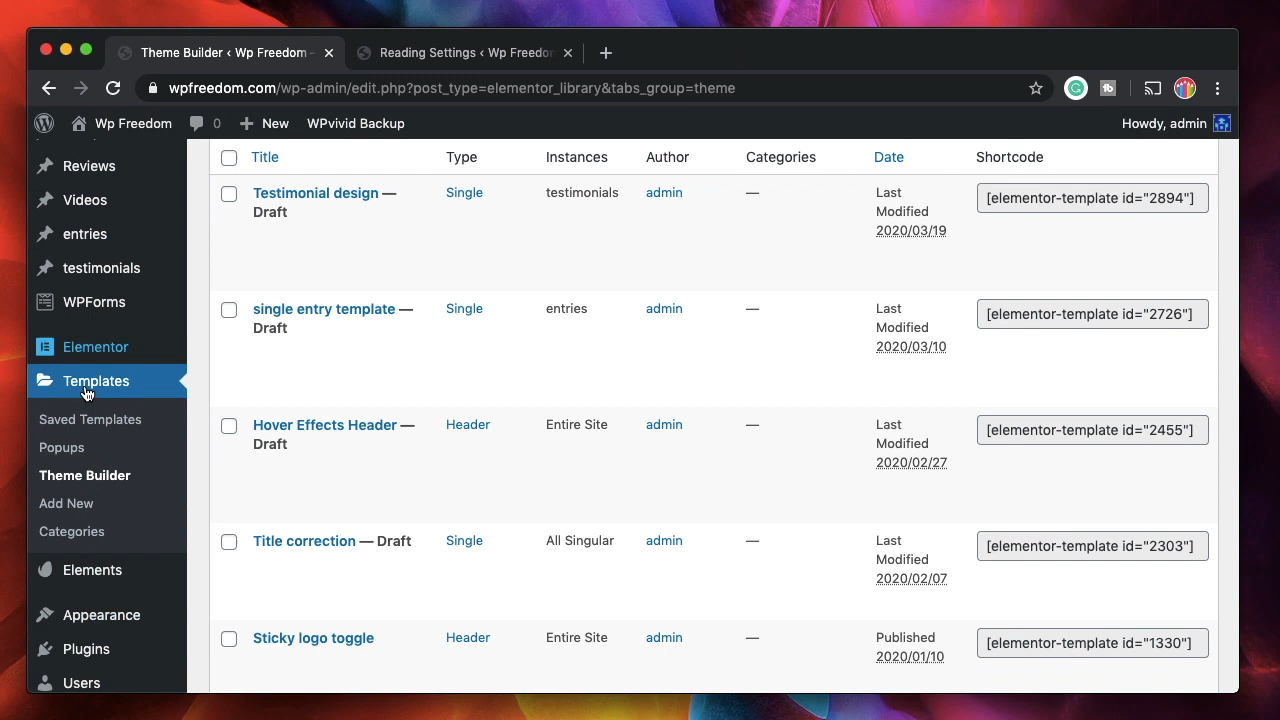 Theme Builder ‹ Wp Freedom –
Reading Settings ‹ Wp Freedo
wpfreedom.com/wp-admin/edit.php?post_type=elementor_library&tabs_group=theme
Wp Freedom 0 New WPvivid Backup Howdy, admin
Reviews
Videos
entries
testimonials
WPForms
Elementor
Templates
Saved Templates
Popups
Theme Builder
Add New
Categories
Elements
Appearance
Plugins
Users
Title Type Instances Author Categories Date Shortcode
Testimonial design — Single testimonials admin — Last [elementor-template id="2894"]
Draft Modified
2020/03/19
single entry template — Single entries admin — Last [elementor-template id="2726"]
Draft Modified
2020/03/10
Hover Effects Header — Header Entire Site admin — Last [elementor-template id="2455"]
Draft Modified
2020/02/27
Title correction — Draft Single All Singular admin — Last [elementor-template id="2303"]
Modified
2020/02/07
Sticky logo toggle Header Entire Site admin — Published [elementor-template id="1330"]
2020/01/10